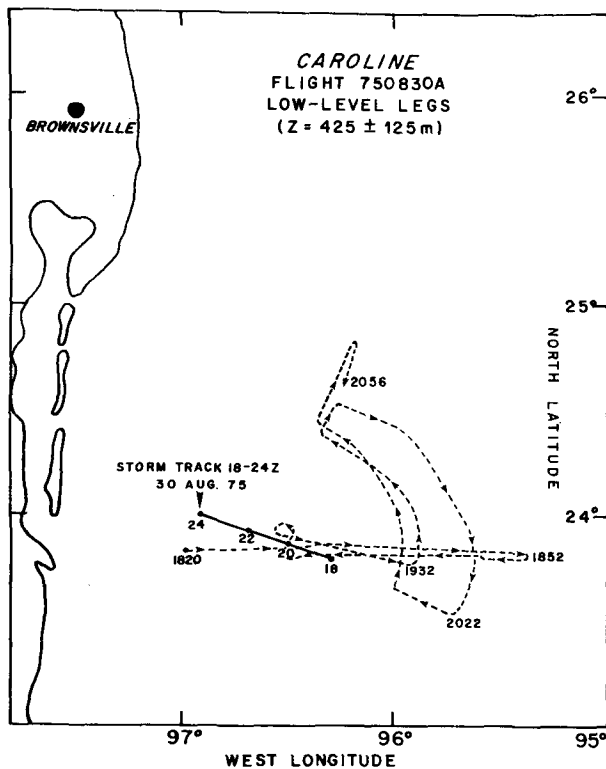 CAROLINE
FLIGHT 750830A
LOW-LEVEL LEGS
(Z = 425 ± 125m)
26°
BROWNSVILLE
25°
NORTH LATITUDE
2056
STORM TRACK 18-24Z
30 AUG. 75
24°
24
22
20
18
1820
1852
1932
2022
97°
96°
95°
WEST LONGITUDE